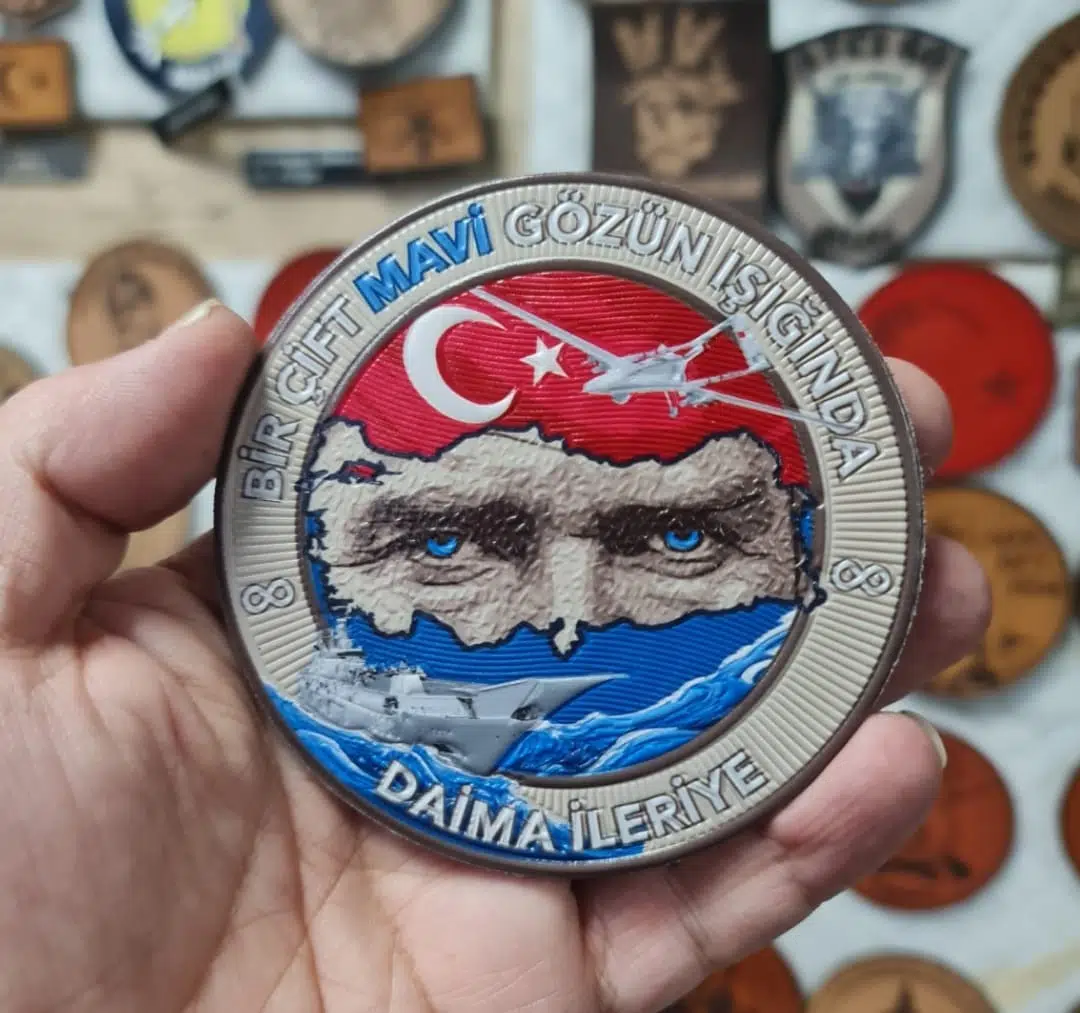 BİR ÇİFT MAVİ GÖZÜN IŞIĞINDA
8 8
DAİMA İLERİYE